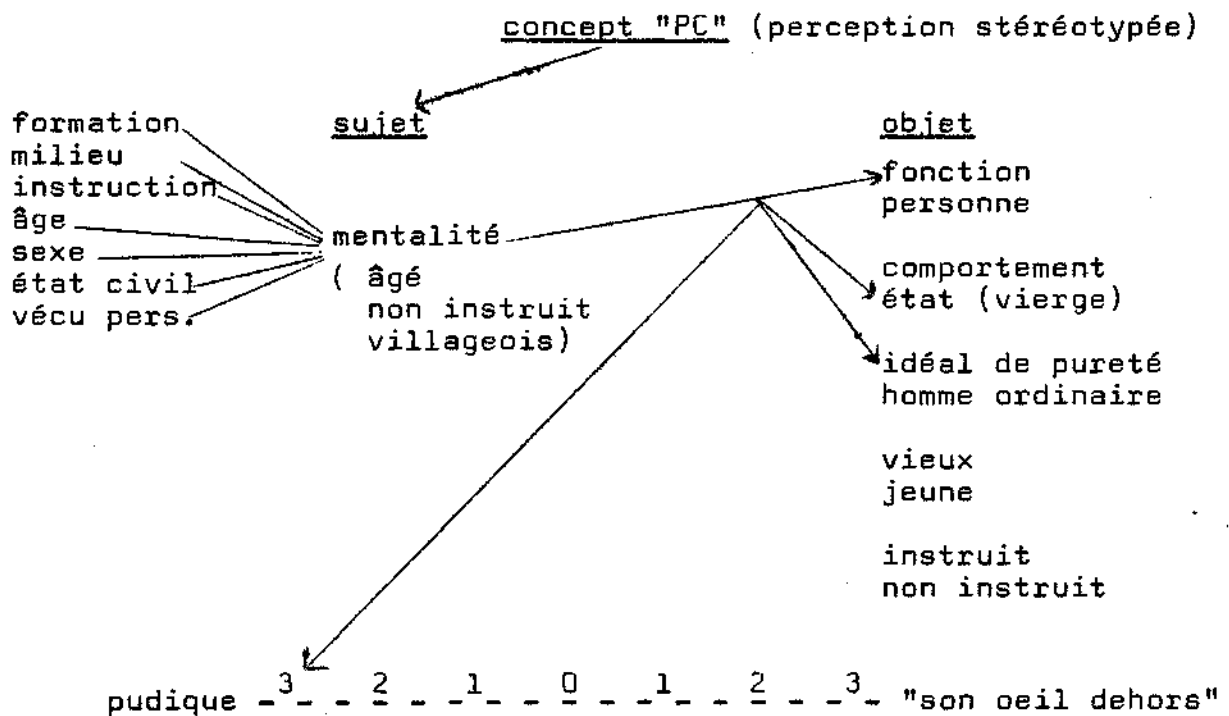 concept "PC" (perception stéréotypée)
sujet
objet
formation
milieu
instruction
âge
sexe
état civil
vécu pers.
mentalité
( âgé
non instruit
villageois)
fonction
personne
comportement
état (vierge)
idéal de pureté
homme ordinaire
vieux
jeune
instruit
non instruit
3 2 1 0 1 2 3
pudique - - - - - - - - - - - - - - "son oeil dehors"